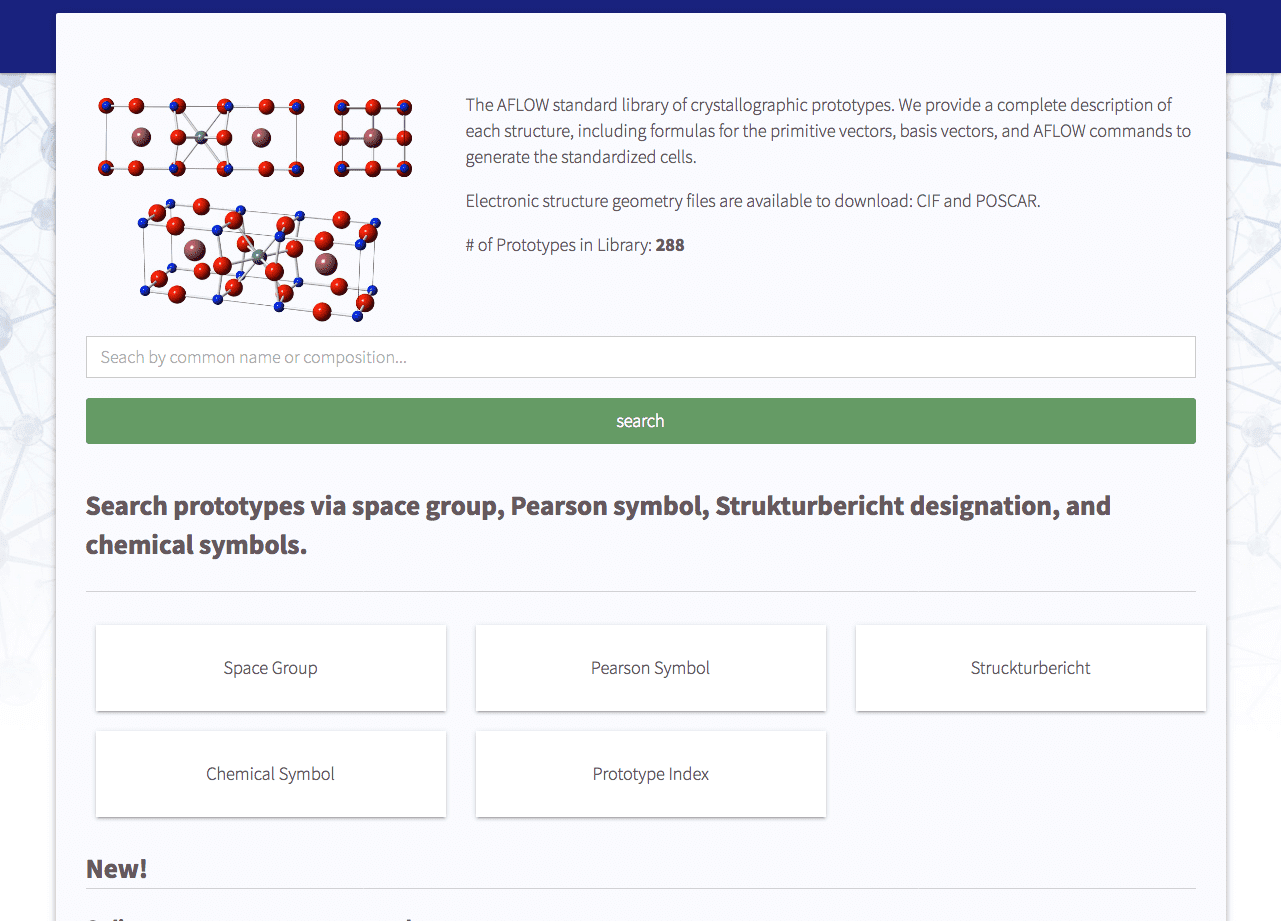 The AFLOW standard library of crystallographic prototypes. We provide a complete description of
each structure, including formulas for the primitive vectors, basis vectors, and AFLOW commands to
generate the standardized cells.
Electronic structure geometry files are available to download: CIF and POSCAR.
# of Prototypes in Library: 288
Seach by common name or composition...
search
Search prototypes via space group, Pearson symbol, Strukturbericht designation, and
chemical symbols.
Space Group
Pearson Symbol
Struckturbericht
Chemical Symbol
Prototype Index
New!